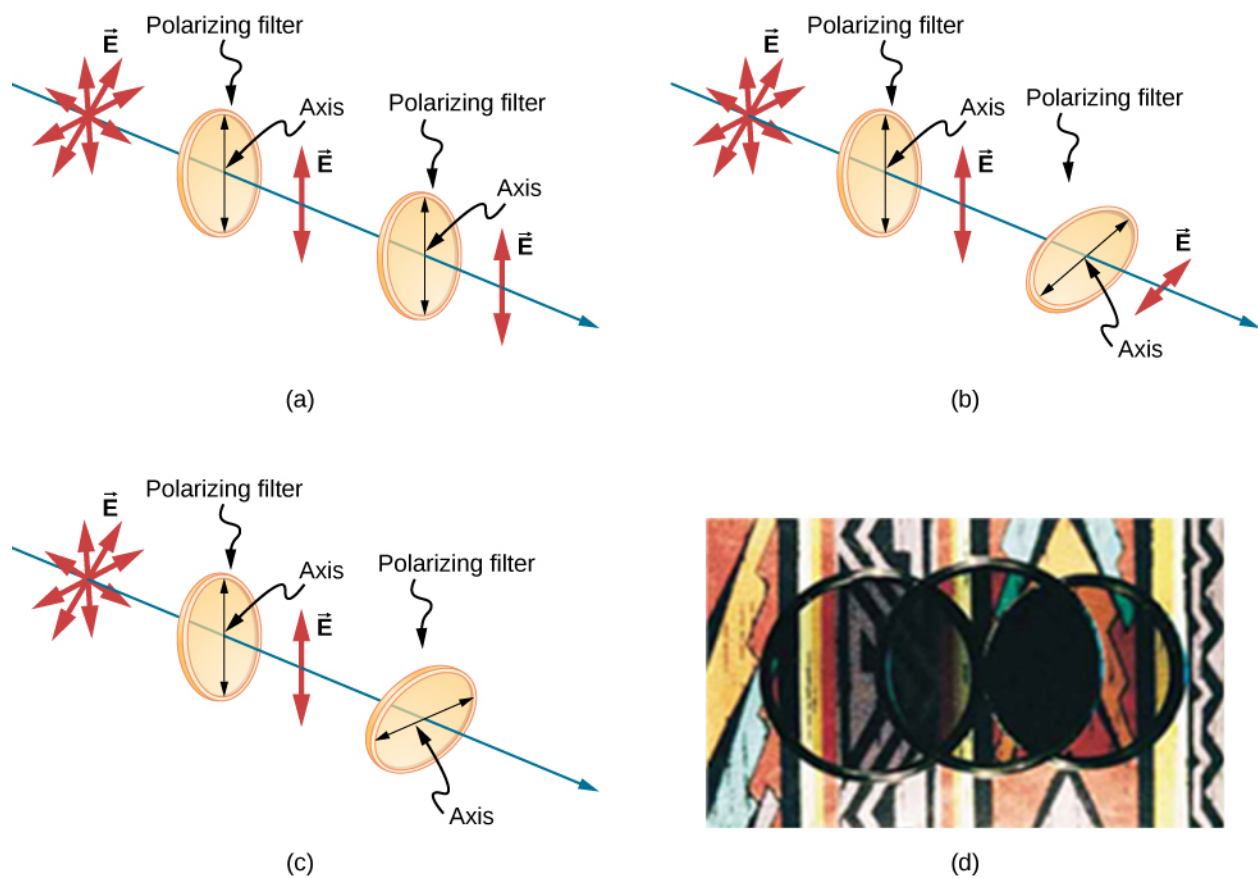 Polarizing filter
E⃗
Axis
Polarizing filter
E⃗
Axis
E⃗
(a)
Polarizing filter
E⃗
Axis
Polarizing filter
E⃗
E⃗
Axis
(b)
Polarizing filter
E⃗
Axis
Polarizing filter
E⃗
Axis
(c)
(d)